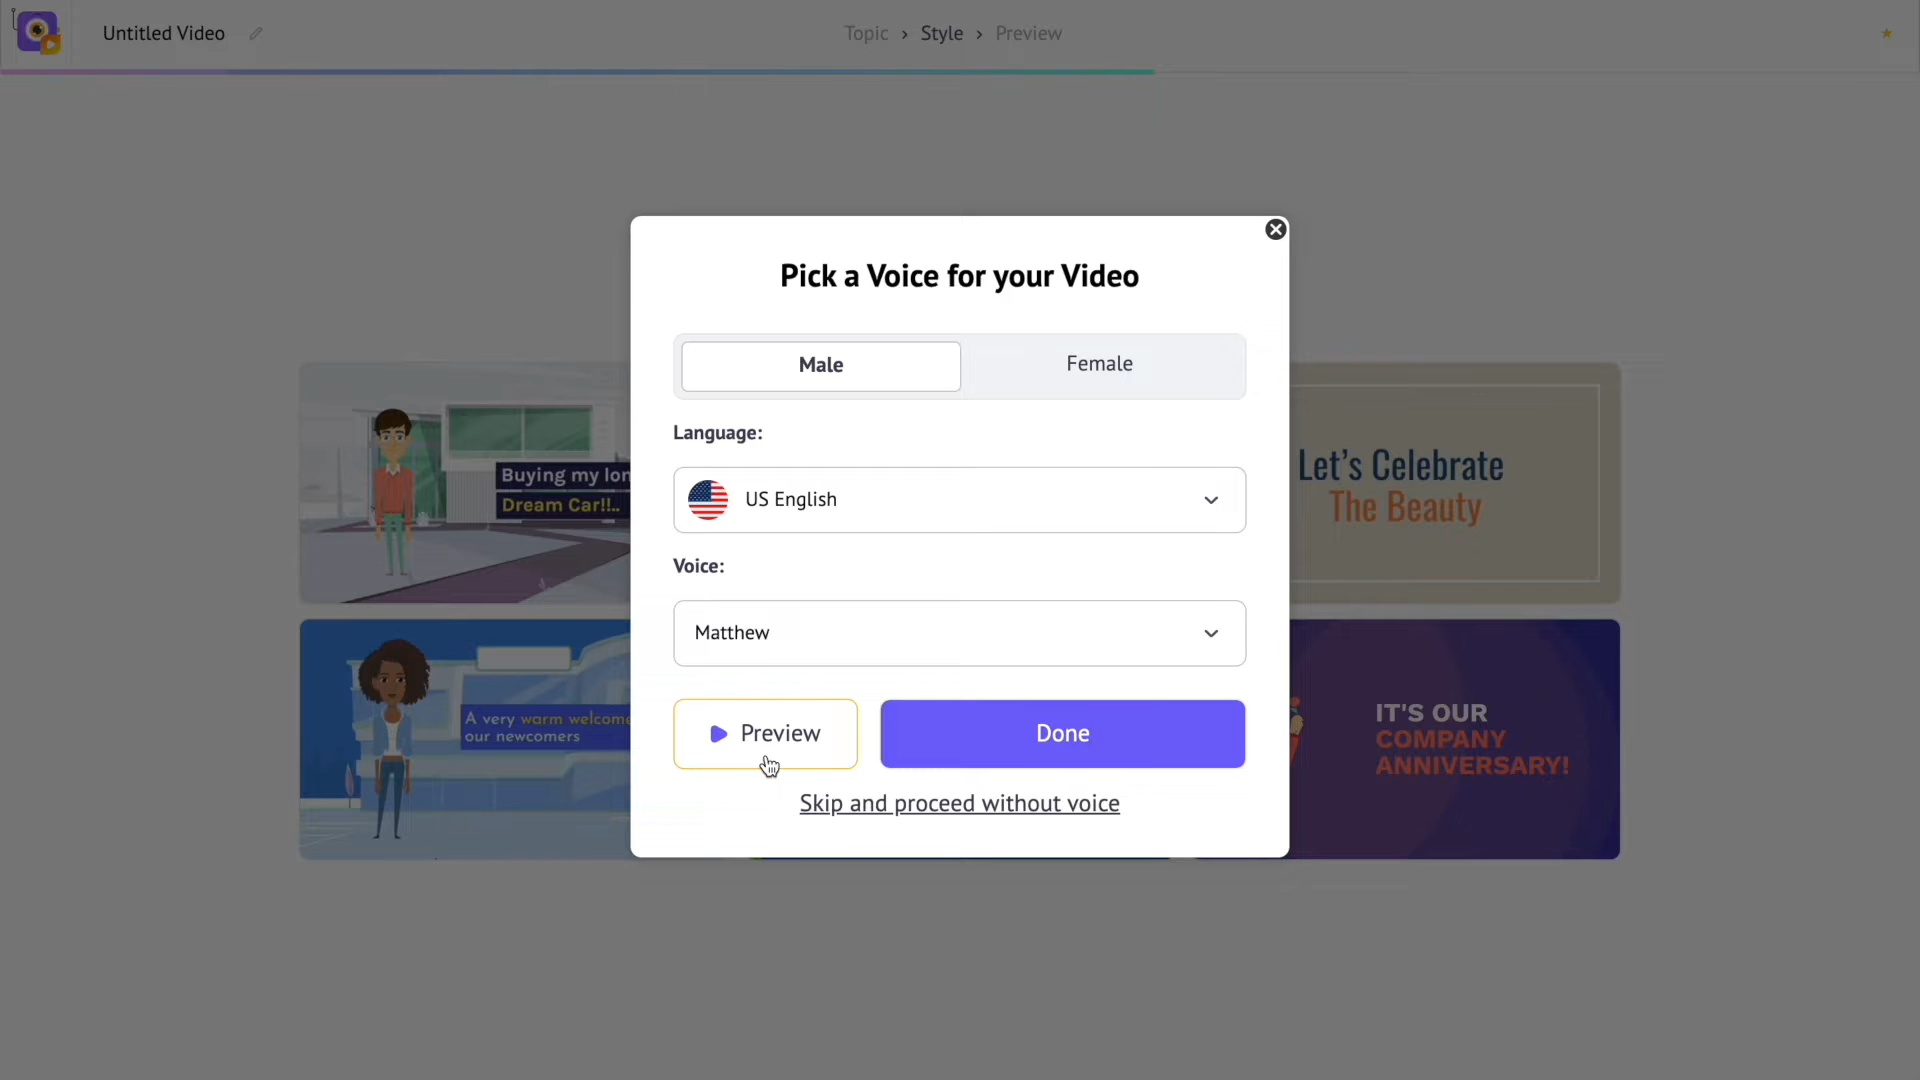 Untitled Video
Topic › Style › Preview
Pick a Voice for your Video
Male
Female
Language:
US English
Voice:
Matthew
Preview
Done
Skip and proceed without voice
Buying my lon
Dream Car!!..
Let's Celebrate
The Beauty
A very warm welcome
our newcomers
IT'S OUR
COMPANY
ANNIVERSARY!